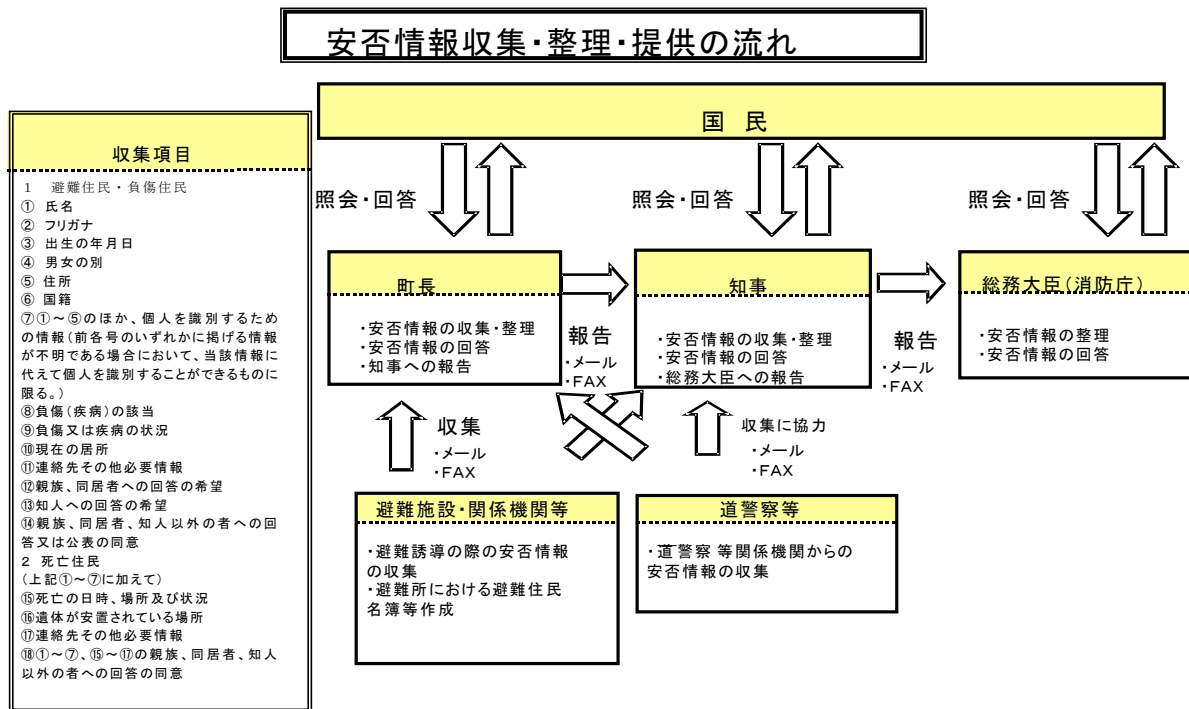 安否情報収集・整理・提供の流れ
国 民
収集項目
1 避難住民・負傷住民
① 氏名
② フリガナ
③ 出生の年月日
④ 男女の別
⑤ 住所
⑥ 国籍
⑦①～⑤のほか、個人を識別するため
の情報(前各号のいずれかに掲げる情報
が不明である場合において、当該情報に
代えて個人を識別することができるものに
限る。)
⑧負傷(疾病)の該当
⑨負傷又は疾病の状況
⑩現在の居所
⑪連絡先その他必要情報
⑫親族、同居者への回答の希望
⑬知人への回答の希望
⑭親族、同居者、知人以外の者への回
答又は公表の同意
2 死亡住民
(上記①～⑦に加えて)
⑮死亡の日時、場所及び状況
⑯遺体が安置されている場所
⑰連絡先その他必要情報
⑱①～⑦、⑮～⑰の親族、同居者、知人
以外の者への回答の同意
照会・回答
照会・回答
照会・回答
町長
・安否情報の収集・整理
・安否情報の回答
・知事への報告
報告
・メール
・FAX
知事
・安否情報の収集・整理
・安否情報の回答
・総務大臣への報告
報告
・メール
・FAX
総務大臣(消防庁)
・安否情報の整理
・安否情報の回答
収集
・メール
・FAX
収集に協力
・メール
・FAX
避難施設・関係機関等
・避難誘導の際の安否情報
の収集
・避難所における避難住民
名簿等作成
道警察等
・道警察 等関係機関からの
安否情報の収集